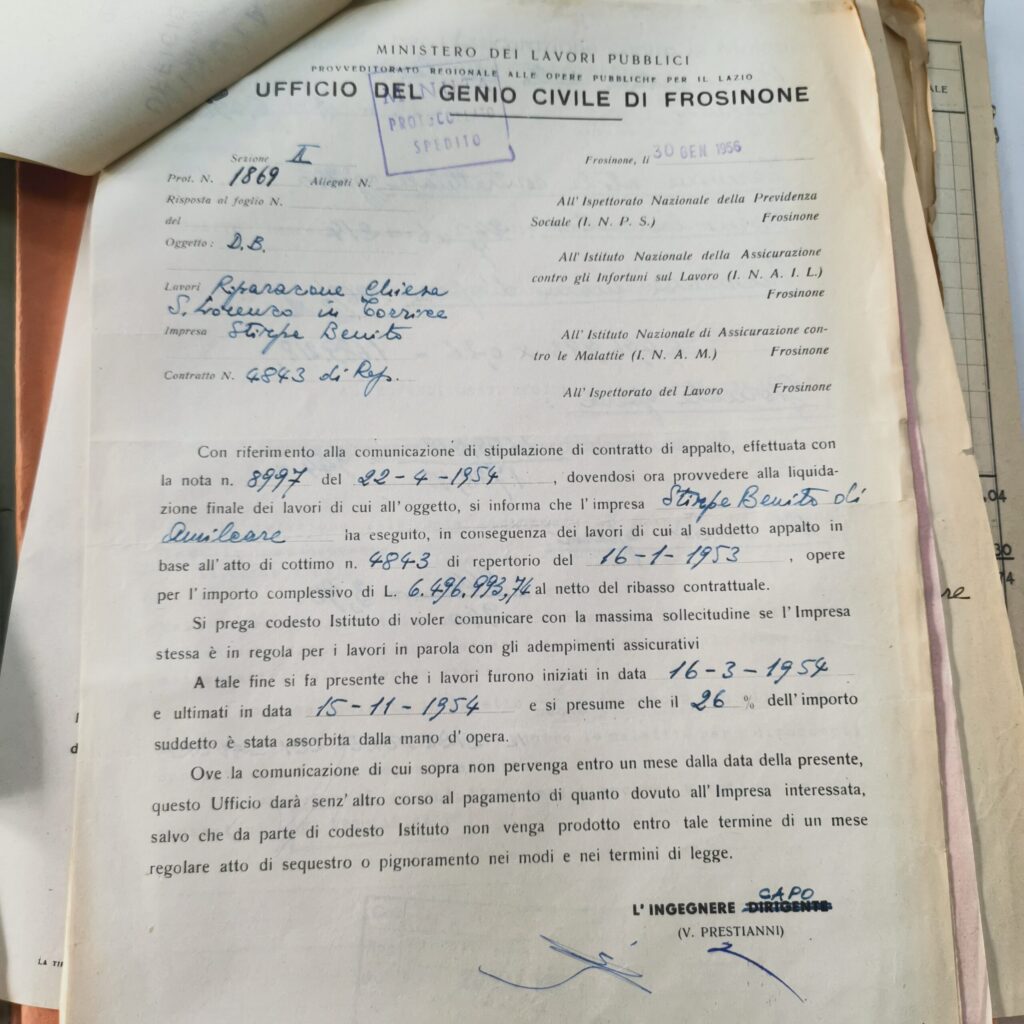 MINISTERO DEI LAVORI PUBBLICI
PROVVEDITORATO REGIONALE ALLE OPERE PUBBLICHE PER IL LAZIO
UFFICIO DEL GENIO CIVILE DI FROSINONE
SPEDITO
Sezione II
Prot. N. 1869 Allegati N.
Risposta al foglio N.
del
Oggetto: D.B.
Lavori Riparazione Chiesa
S. Lorenzo in Torrice
Impresa Stirpe Benito
Contratto N. 4843 di Rep.
Frosinone, li 30 GEN 1956
All' Ispettorato Nazionale della Previdenza
Sociale (I. N. P. S.) Frosinone
All' Istituto Nazionale della Assicurazione
contro gli Infortuni sul Lavoro (I. N. A. I. L.)
Frosinone
All' Istituto Nazionale di Assicurazione con-
tro le Malattie (I. N. A. M.) Frosinone
All' Ispettorato del Lavoro Frosinone
Con riferimento alla comunicazione di stipulazione di contratto di appalto, effettuata con
la nota n. 8997 del 22-4-1954, dovendosi ora provvedere alla liquida-
zione finale dei lavori di cui all'oggetto, si informa che l'impresa Stirpe Benito di
Amilcare ha eseguito, in conseguenza dei lavori di cui al suddetto appalto in
base all'atto di cottimo n. 4843 di repertorio del 16-1-1953, opere
per l'importo complessivo di L. 6.496.993,74 al netto del ribasso contrattuale.
Si prega codesto Istituto di voler comunicare con la massima sollecitudine se l'Impresa
stessa è in regola per i lavori in parola con gli adempimenti assicurativi
A tale fine si fa presente che i lavori furono iniziati in data 16-3-1954
e ultimati in data 15-11-1954 e si presume che il 26 % dell'importo
suddetto è stata assorbita dalla mano d'opera.
Ove la comunicazione di cui sopra non pervenga entro un mese dalla data della presente,
questo Ufficio darà senz'altro corso al pagamento di quanto dovuto all'Impresa interessata,
salvo che da parte di codesto Istituto non venga prodotto entro tale termine di un mese
regolare atto di sequestro o pignoramento nei modi e nei termini di legge.
CAPO
L'INGEGNERE DIRIGENTE
(V. PRESTIANNI)
LA TI